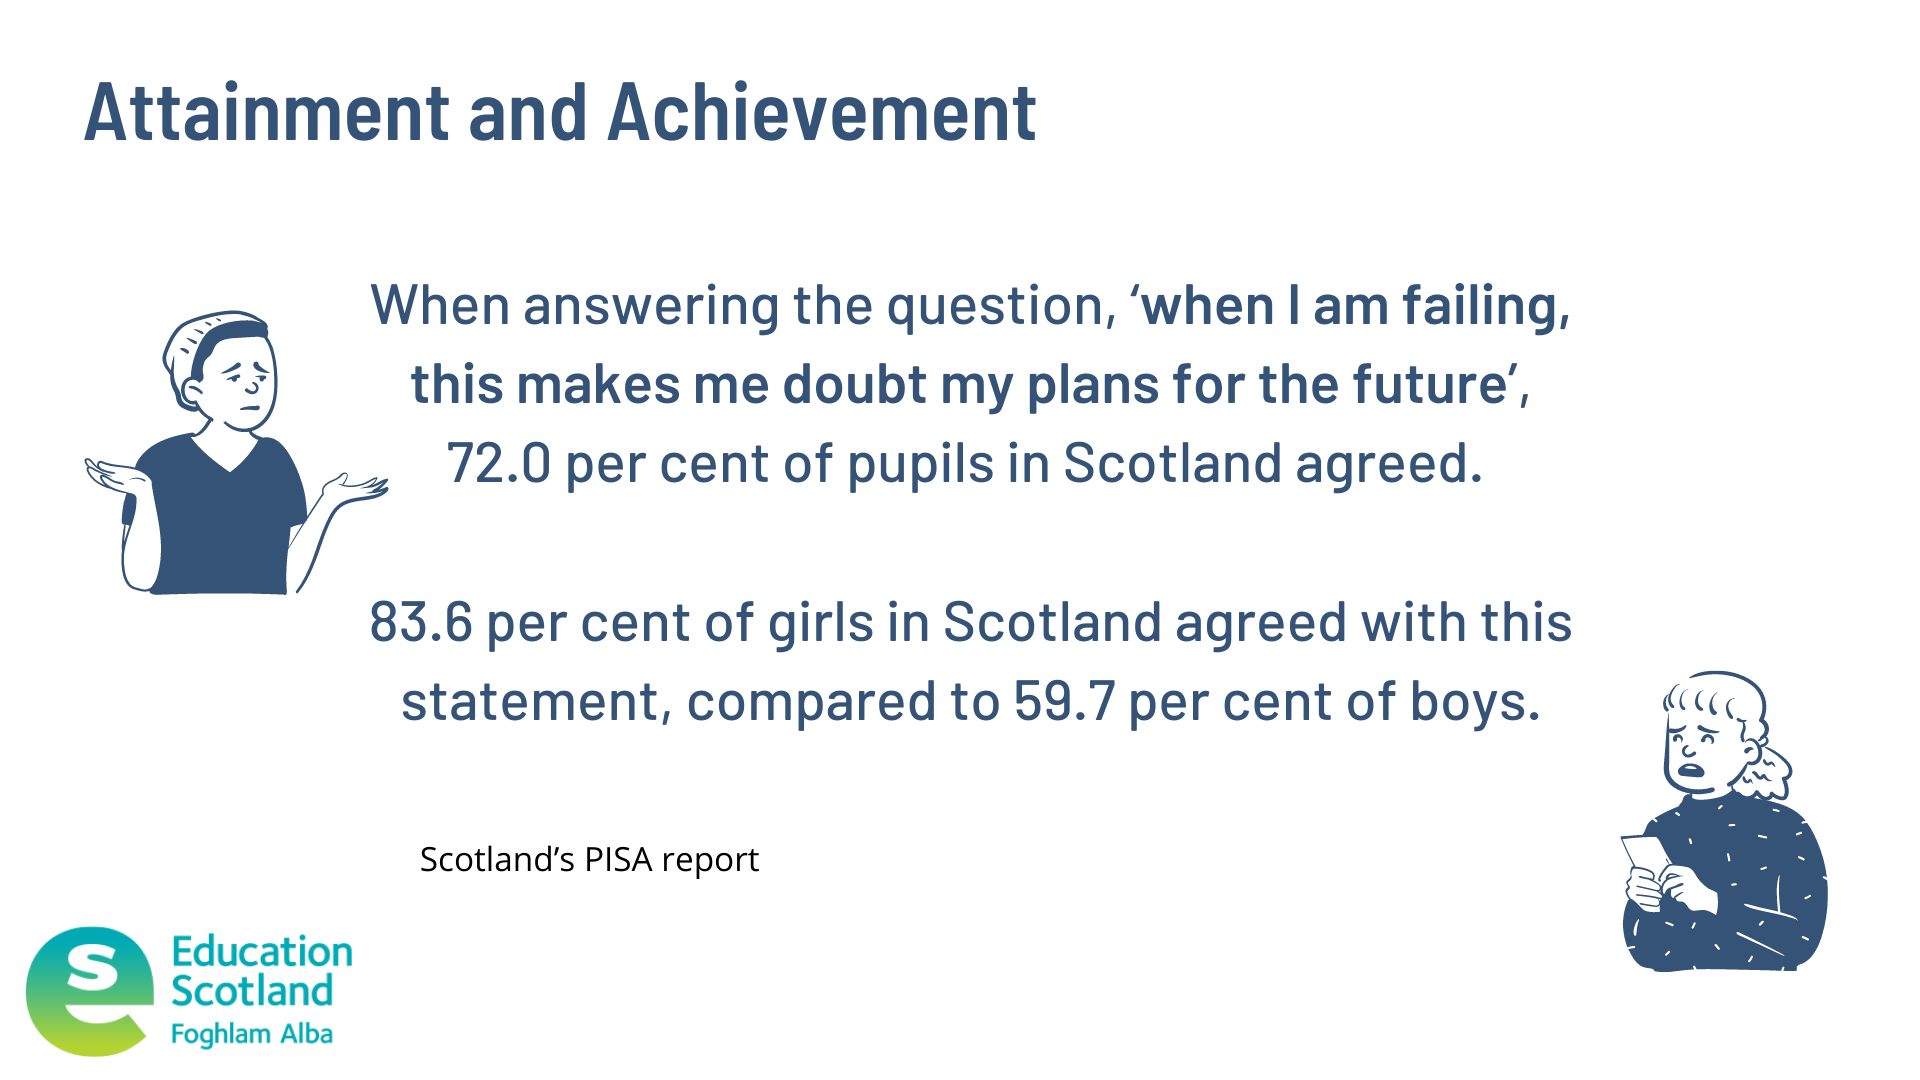 Attainment and Achievement
When answering the question, ‘when I am failing,
this makes me doubt my plans for the future’,
72.0 per cent of pupils in Scotland agreed.
83.6 per cent of girls in Scotland agreed with this
statement, compared to 59.7 per cent of boys.
Scotland’s PISA report
Education
Scotland
Foghlam Alba